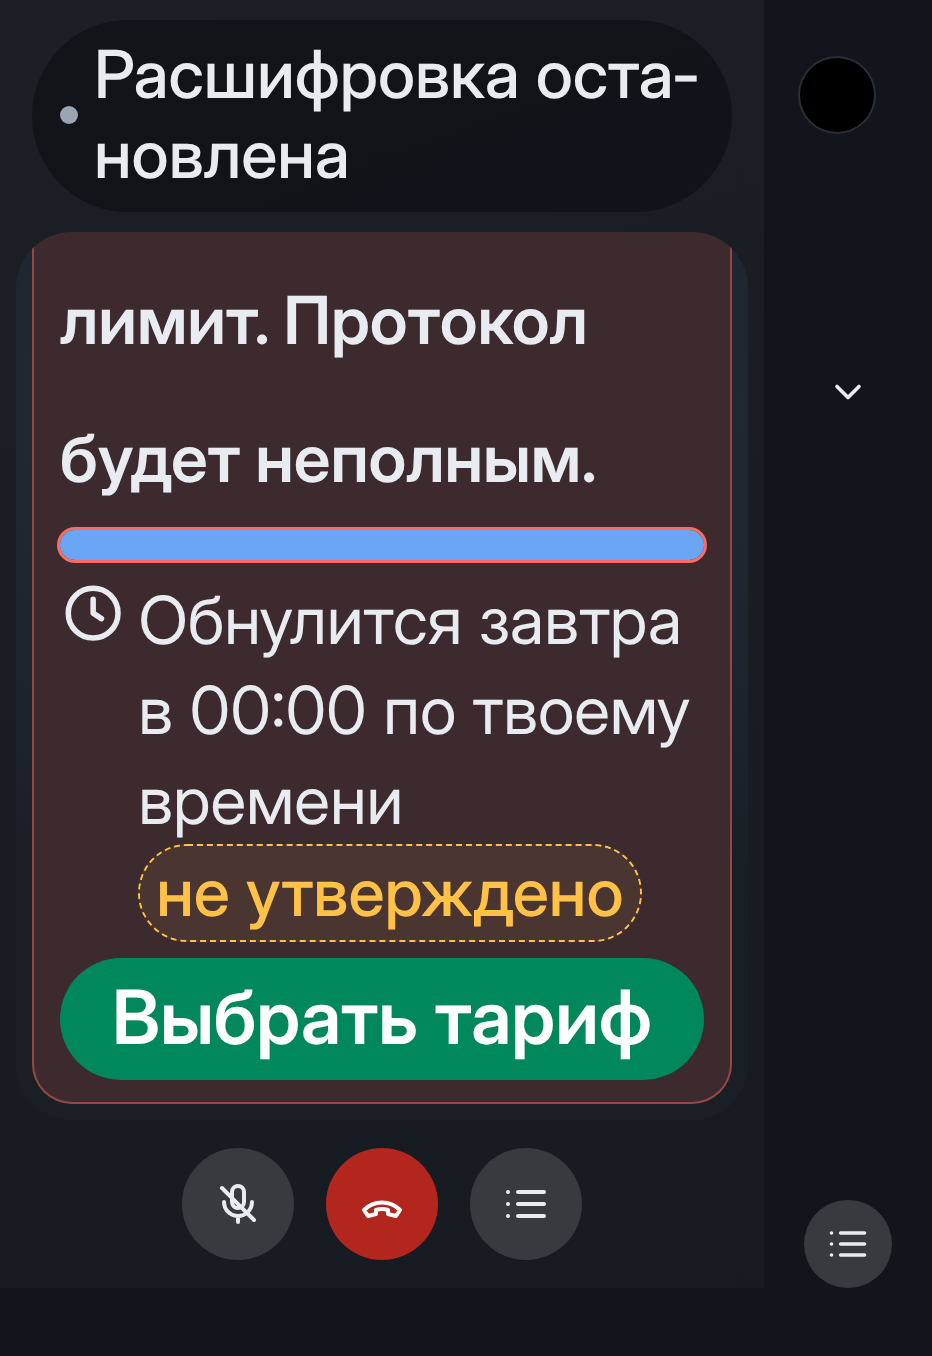 Расшифровка оста-
новлена
лимит. Протокол
будет неполным.
Обнулится завтра
в 00:00 по твоему
времени
не утверждено
Выбрать тариф